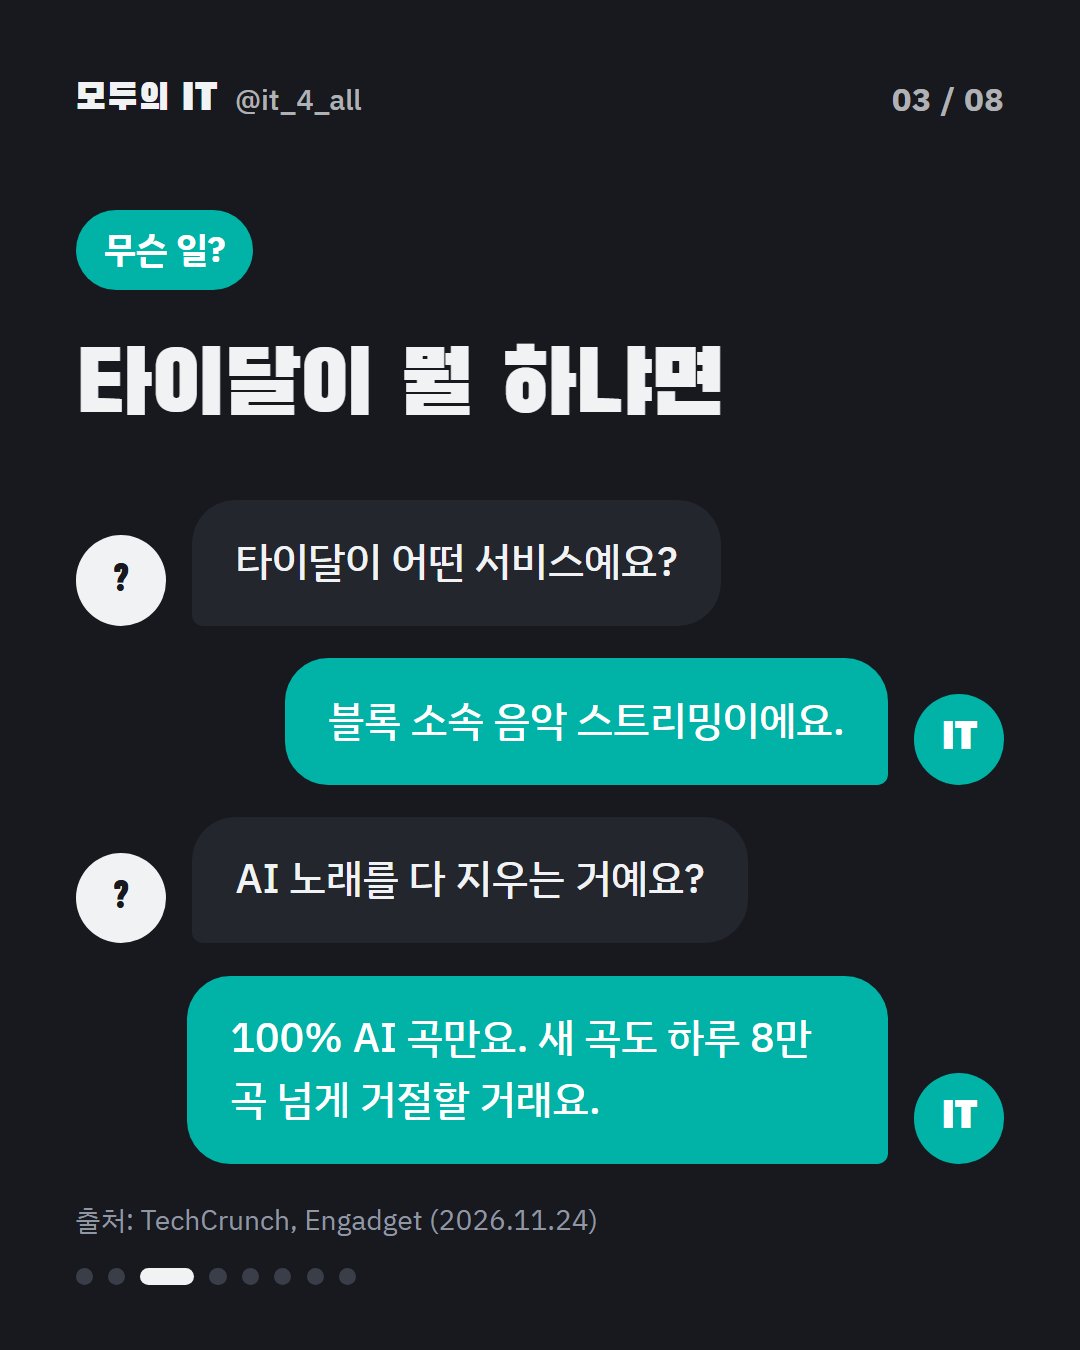 모두의 IT @it_4_all
03 / 08
무슨 일?
타이달이 뭘 하냐면
?
타이달이 어떤 서비스예요?
블록 소속 음악 스트리밍이에요.
IT
?
AI 노래를 다 지우는 거예요?
100% AI 곡만요. 새 곡도 하루 8만
곡 넘게 거절할 거래요.
IT
출처: TechCrunch, Engadget (2026.11.24)